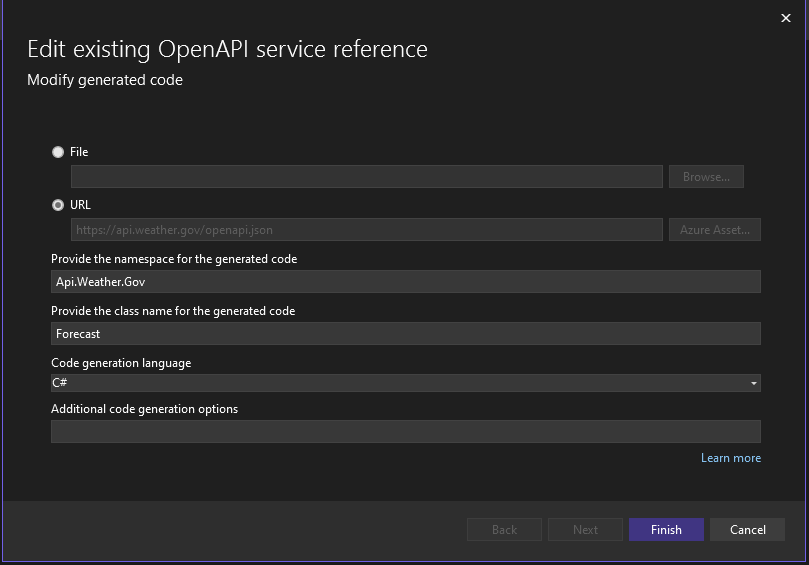 Edit existing OpenAPI service reference
Modify generated code
File
Browse...
URL
https://api.weather.gov/openapi.json
Azure Asset...
Provide the namespace for the generated code
Api.Weather.Gov
Provide the class name for the generated code
Forecast
Code generation language
C#
Additional code generation options
Learn more
Back
Next
Finish
Cancel